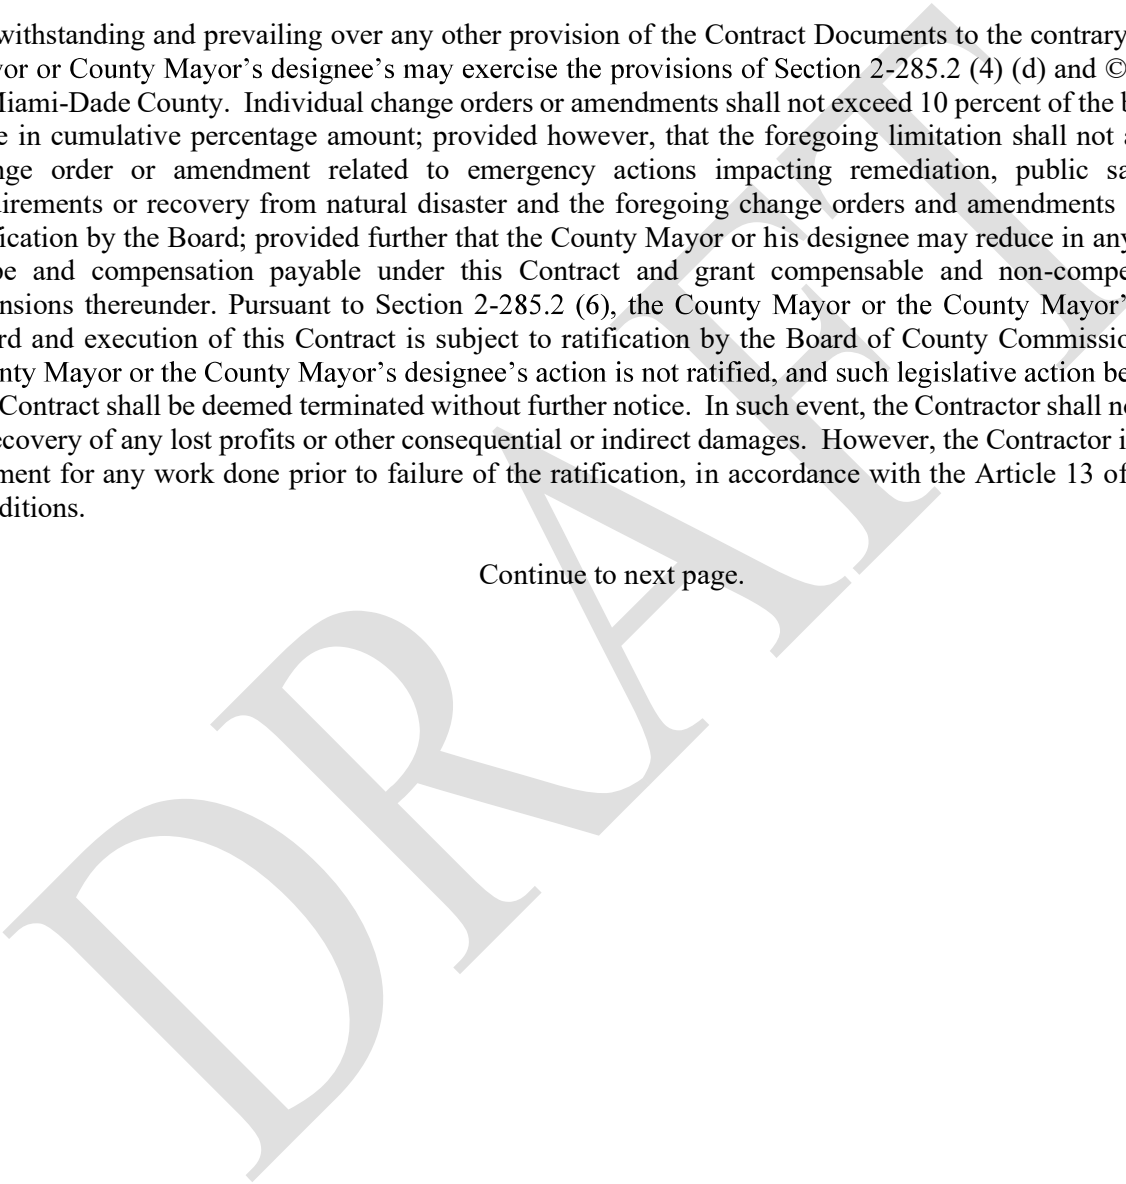 withstanding and prevailing over any other provision of the Contract Documents to the contrary
or or County Mayor’s designee’s may exercise the provisions of Section 2-285.2 (4) (d) and ©
Miami-Dade County. Individual change orders or amendments shall not exceed 10 percent of the
e in cumulative percentage amount; provided however, that the foregoing limitation shall not
nge order or amendment related to emergency actions impacting remediation, public sa
irements or recovery from natural disaster and the foregoing change orders and amendments
ication by the Board; provided further that the County Mayor or his designee may reduce in any
pe and compensation payable under this Contract and grant compensable and non-compe
nsions thereunder. Pursuant to Section 2-285.2 (6), the County Mayor or the County Mayor’
rd and execution of this Contract is subject to ratification by the Board of County Commissio
nty Mayor or the County Mayor’s designee’s action is not ratified, and such legislative action be
Contract shall be deemed terminated without further notice. In such event, the Contractor shall n
ecovery of any lost profits or other consequential or indirect damages. However, the Contractor i
ment for any work done prior to failure of the ratification, in accordance with the Article 13 of
ditions.
Continue to next page.
DRAFT